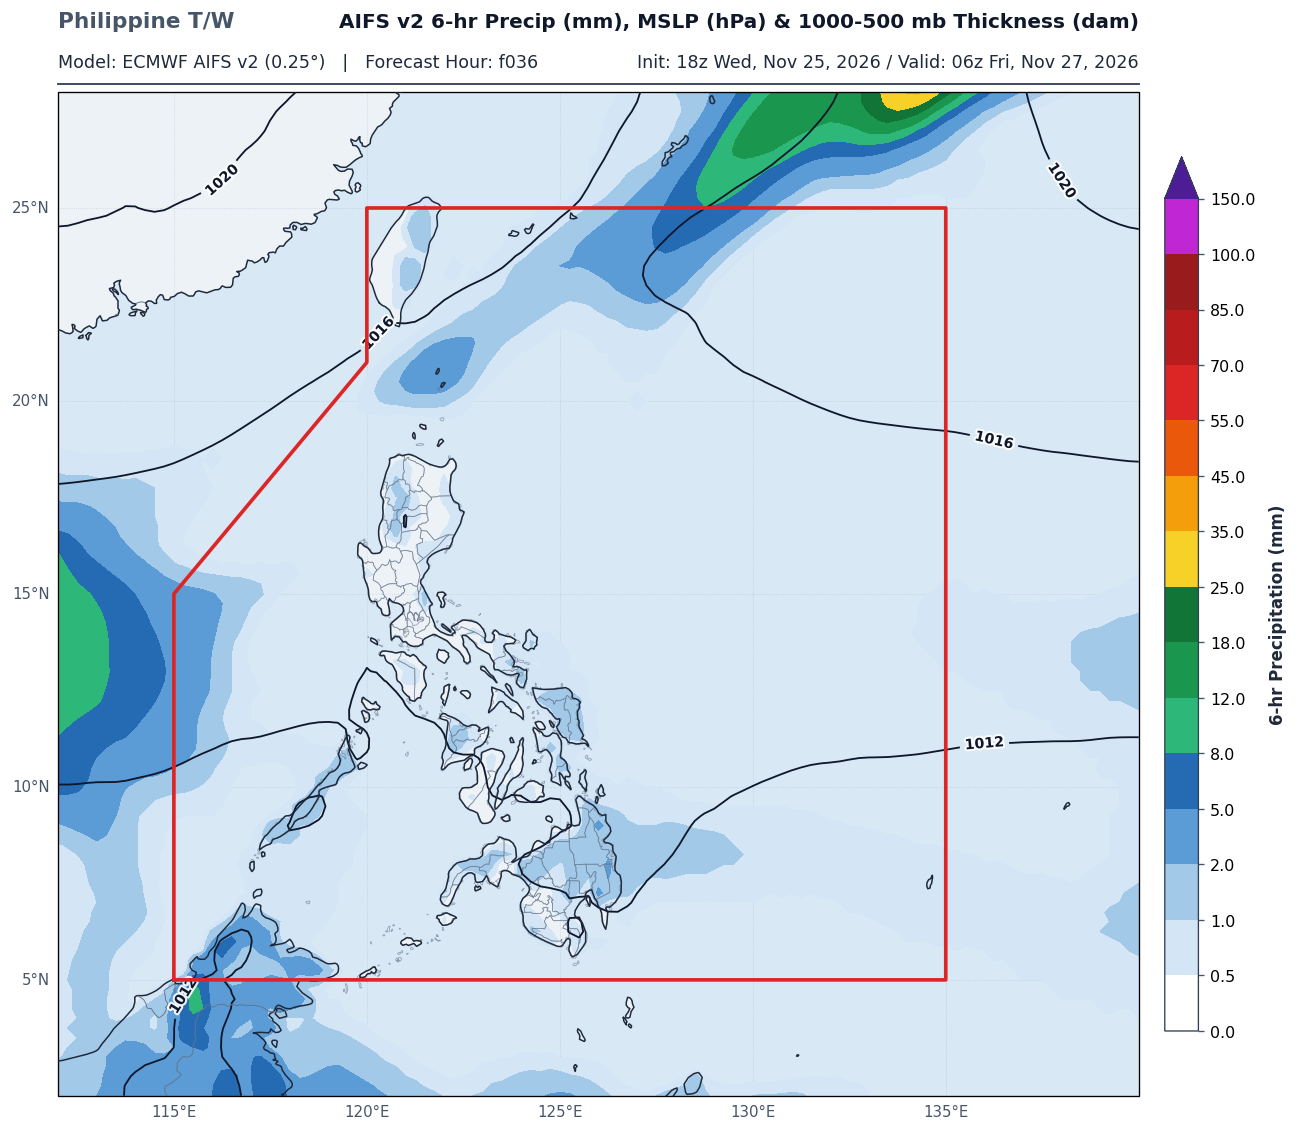 Philippine T/W
AIFS v2 6-hr Precip (mm), MSLP (hPa) & 1000-500 mb Thickness (dam)
Model: ECMWF AIFS v2 (0.25°) | Forecast Hour: f036
Init: 18z Wed, Nov 25, 2026 / Valid: 06z Fri, Nov 27, 2026
1020
1020
1016
1016
1012
1012
25°N
20°N
15°N
10°N
5°N
115°E
120°E
125°E
130°E
135°E
150.0
100.0
85.0
70.0
55.0
45.0
35.0
25.0
18.0
12.0
8.0
5.0
2.0
1.0
0.5
0.0
6-hr Precipitation (mm)